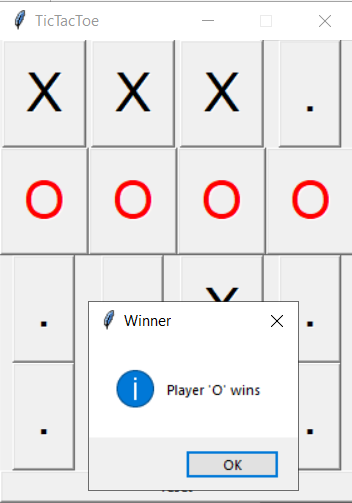 TicTacToe
X X X .
O O O O
. X .
Winner
Player 'O' wins
. .
OK